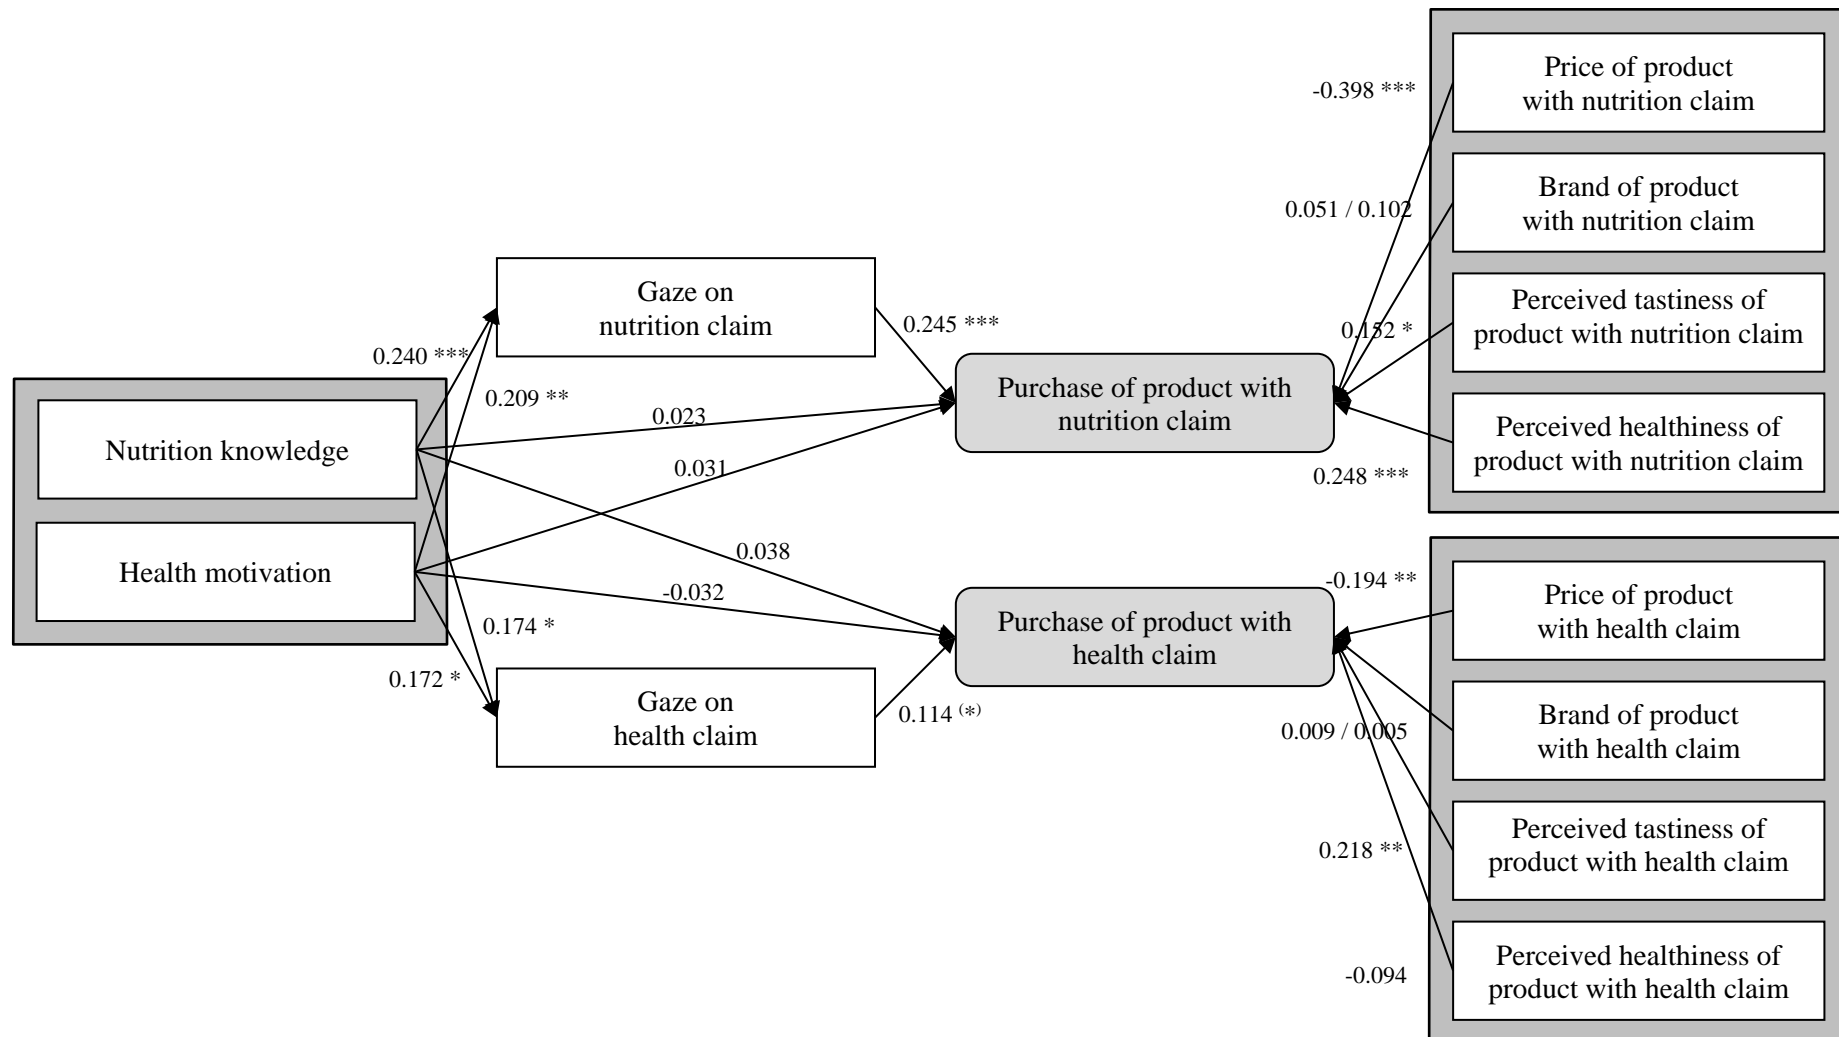 Price of product
with nutrition claim
-0.398 ***
Brand of product
with nutrition claim
0.051 / 0.102
Gaze on
nutrition claim
Perceived tastiness of
product with nutrition claim
0.245 ***
0.152 *
0.240 ***
Purchase of product with
nutrition claim
0.209 **
0.023
Perceived healthiness of
product with nutrition claim
Nutrition knowledge
0.031
0.248 ***
0.038
Health motivation
-0.032
-0.194 **
Price of product
with health claim
0.174 *
Purchase of product with
health claim
0.172 *
Gaze on
health claim
0.114 (*)
0.009 / 0.005
Brand of product
with health claim
Perceived tastiness of
product with health claim
0.218 **
Perceived healthiness of
product with health claim
-0.094